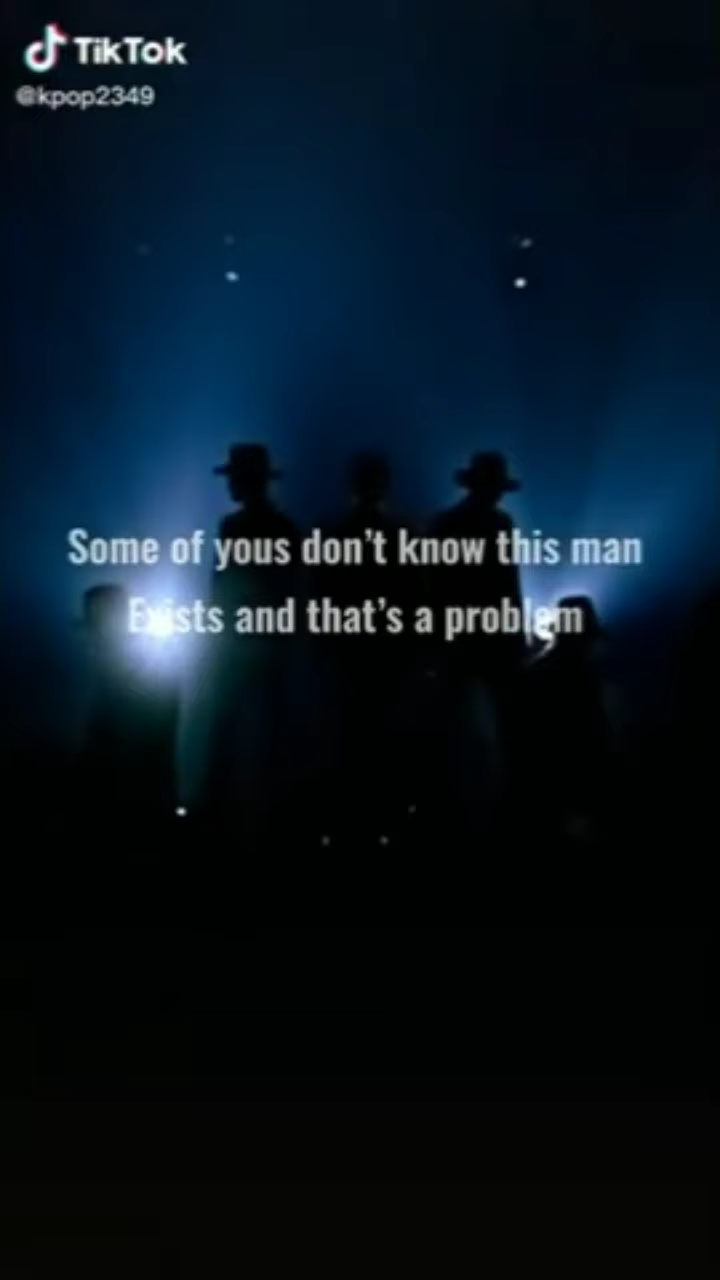 TikTok
@kpop2349
Some of yous don't know this man
Exists and that's a problem